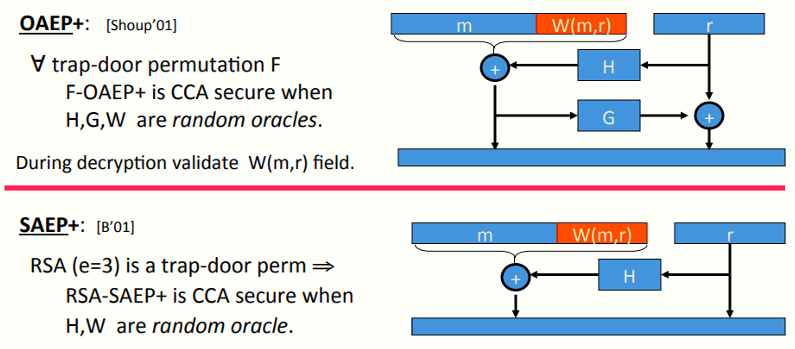 OAEP+: [Shoup'01]
∀ trap-door permutation F
F-OAEP+ is CCA secure when
H,G,W are random oracles.
During decryption validate W(m,r) field.
m W(m,r) r
+ H
G +
SAEP+: [B'01]
RSA (e=3) is a trap-door perm ⇒
RSA-SAEP+ is CCA secure when
H,W are random oracle.
m W(m,r) r
+ H